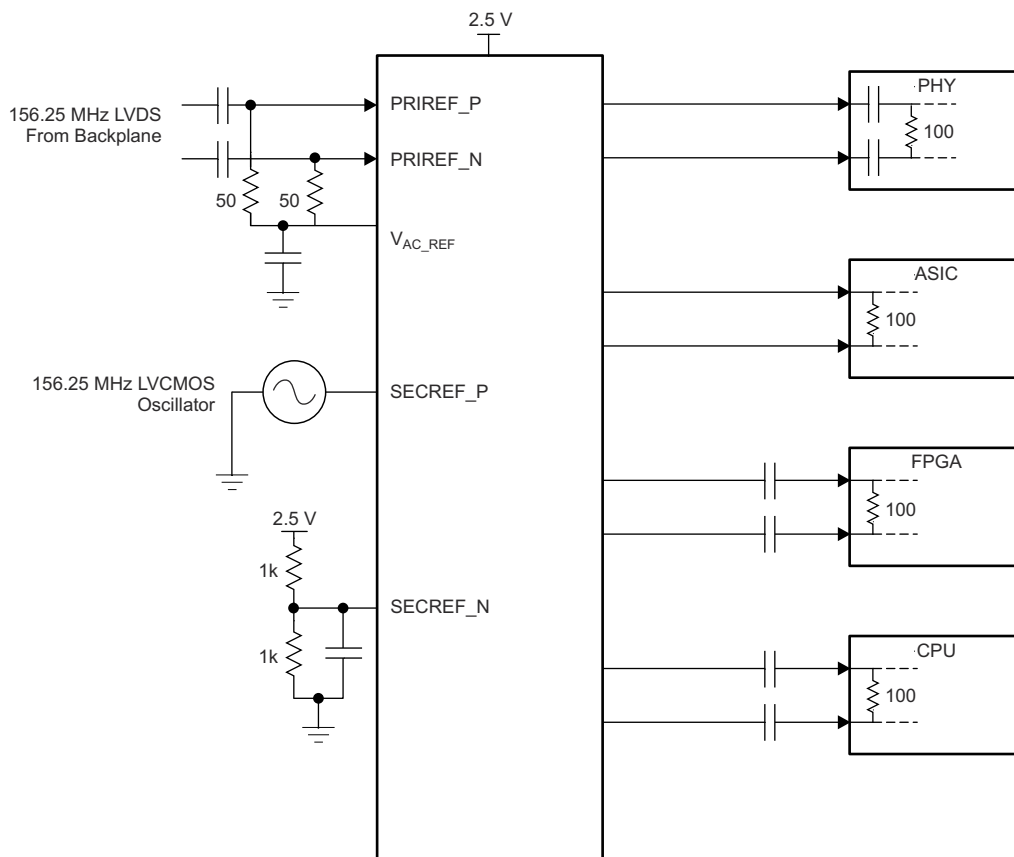 2.5 V
156.25 MHz LVDS
From Backplane
PRIREF_P
PRIREF_N
50
50
VAC_REF
156.25 MHz LVCMOS
Oscillator
SECREF_P
2.5 V
1k
SECREF_N
1k
PHY
100
ASIC
100
FPGA
100
CPU
100